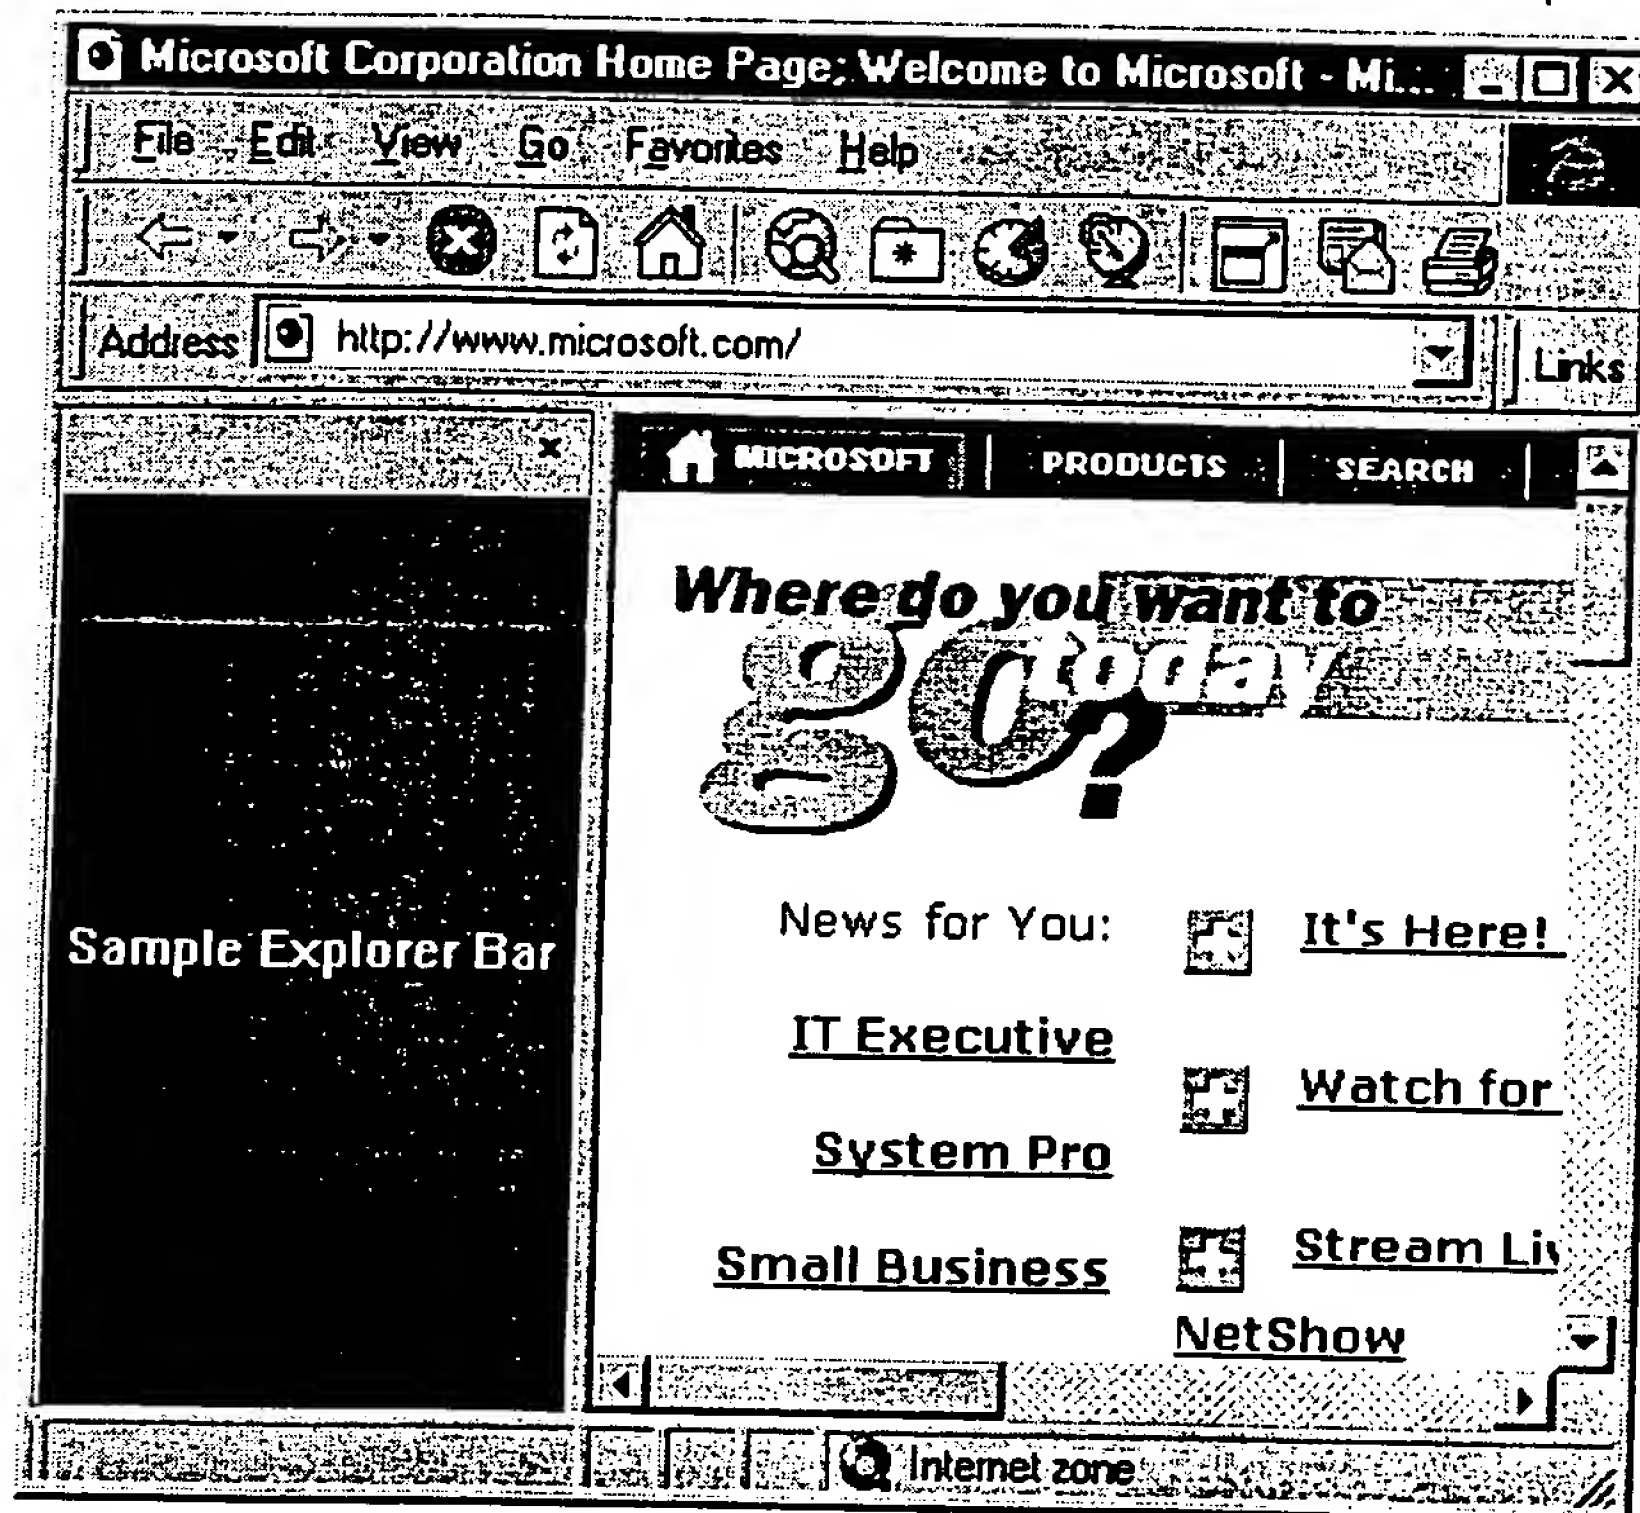 Microsoft Corporation Home Page; Welcome to Microsoft - Mi...
File Edit View Go Favorites Help
Address http://www.microsoft.com/ Links
MICROSOFT PRODUCTS SEARCH
Where do you want to
go today
?
Sample Explorer Bar
News for You:
It's Here!
IT Executive
Watch for
System Pro
Stream Liv
Small Business
NetShow
Internet zone